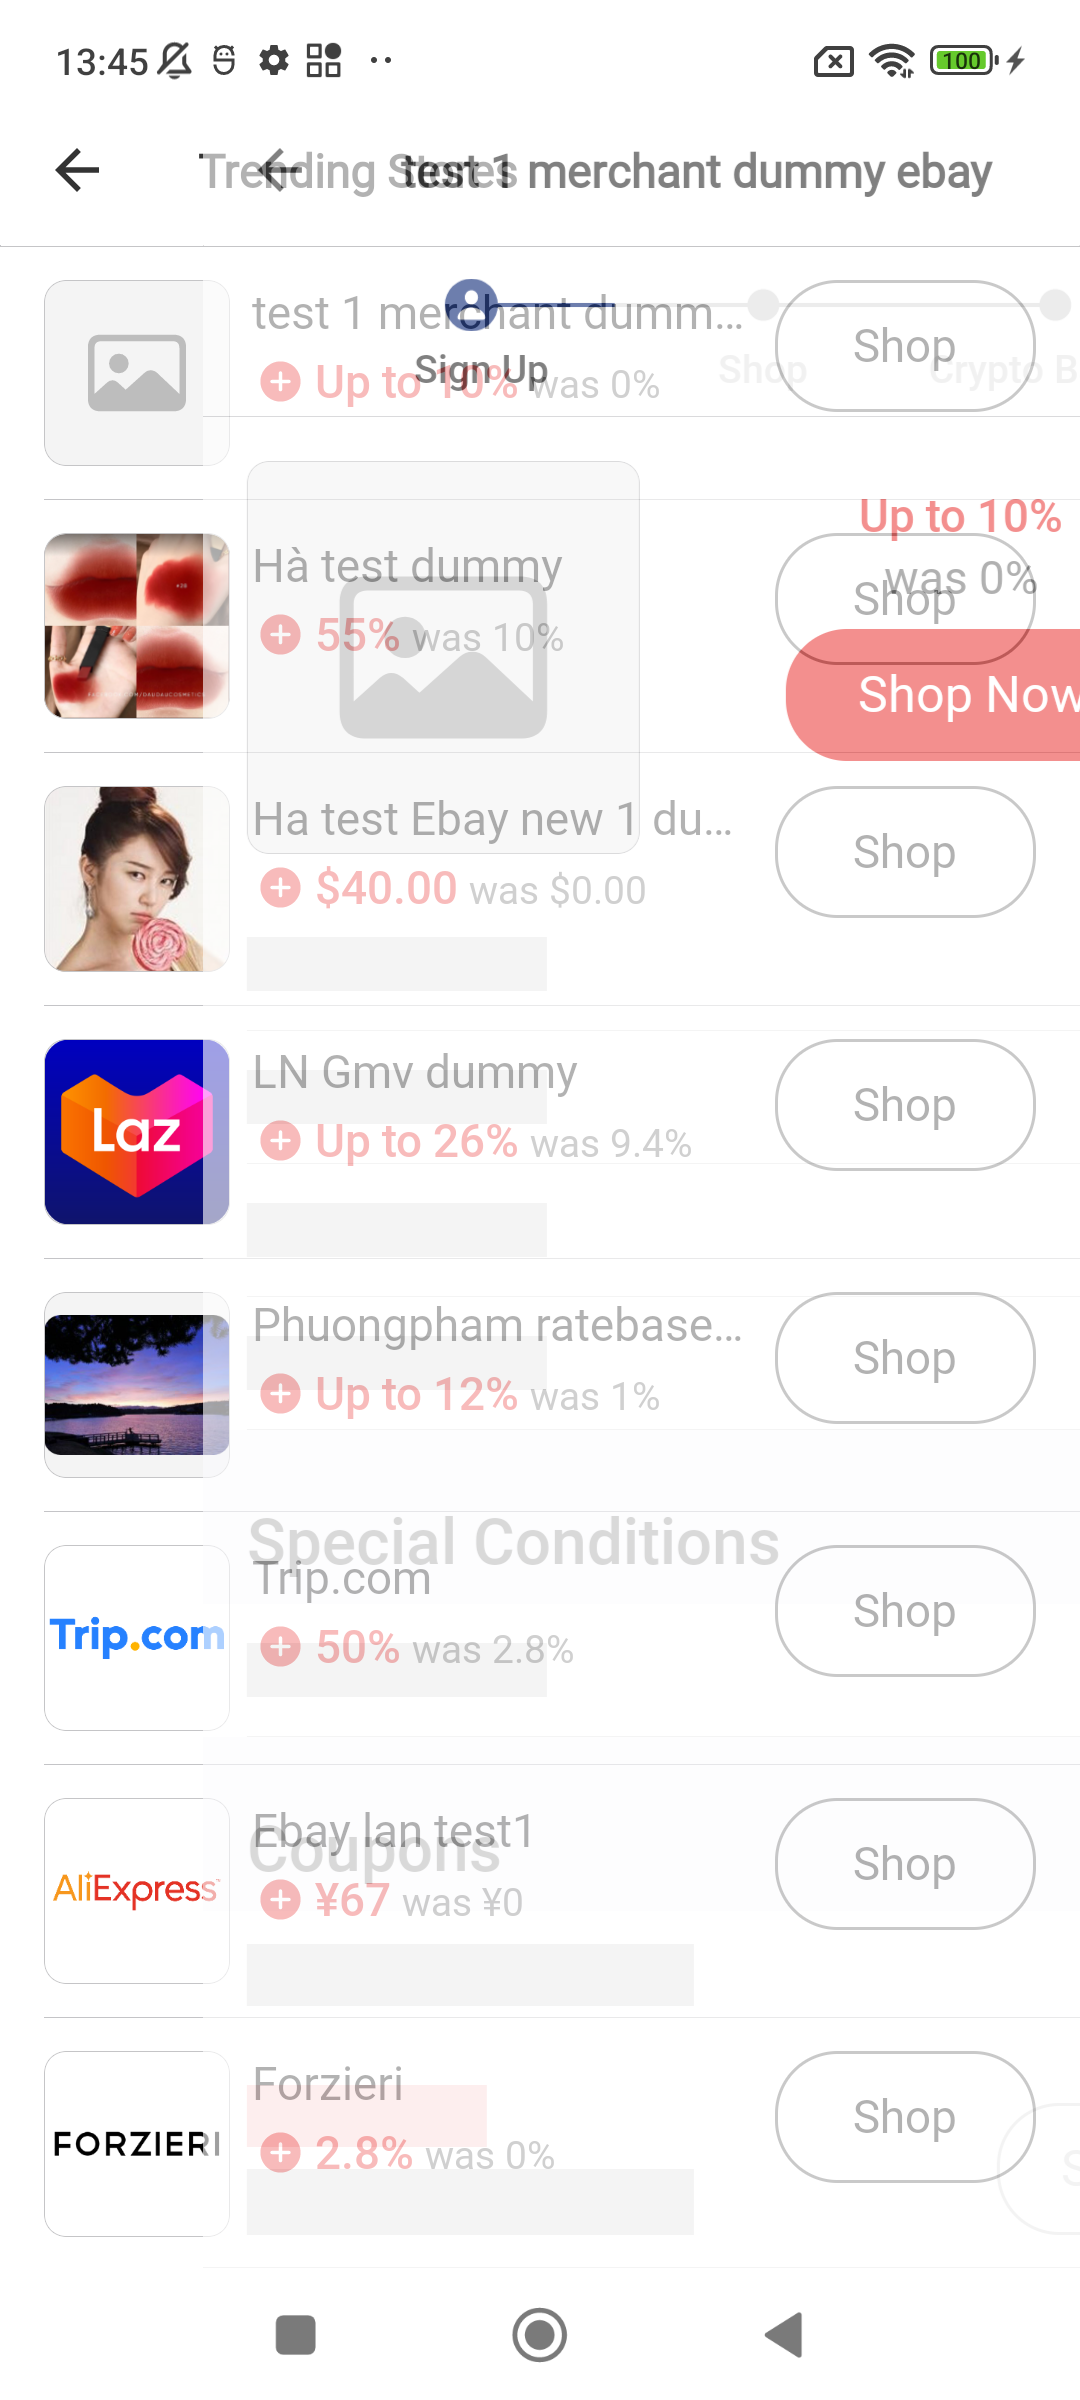 13:45
100
Trending Stores
test 1 merchant dummy ebay
test 1 merchant dumm...
Sign Up
Shop
Crypto B
Up to 10% was 0%
Shop
Up to 10%
was 0%
Hà test dummy
55% was 10%
Shop
Shop Now
Ha test Ebay new 1 du...
$40.00 was $0.00
Shop
Laz
LN Gmv dummy
Up to 26% was 9.4%
Shop
Phuongpham ratebase...
Up to 12% was 1%
Shop
Special Conditions
Trip.com
Trip.com
50% was 2.8%
Shop
Coupons
AliExpress
Ebay lan test1
¥67 was ¥0
Shop
FORZIERI
Forzieri
2.8% was 0%
Shop
S